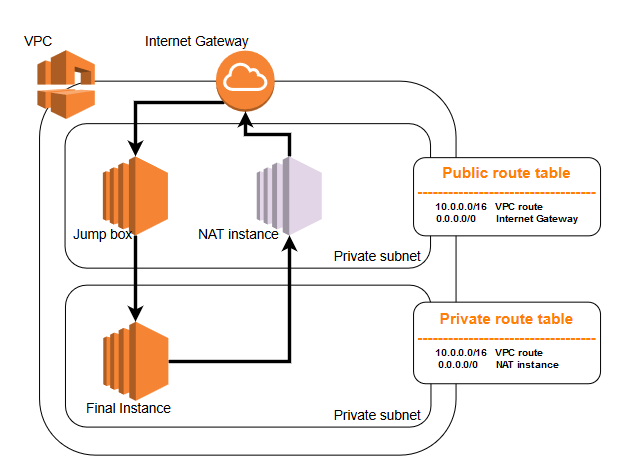 VPC
Internet Gateway
Jump box
NAT instance
Private subnet
Public route table
10.0.0.0/16 VPC route
0.0.0.0/0 Internet Gateway
Final Instance
Private subnet
Private route table
10.0.0.0/16 VPC route
0.0.0.0/0 NAT instance